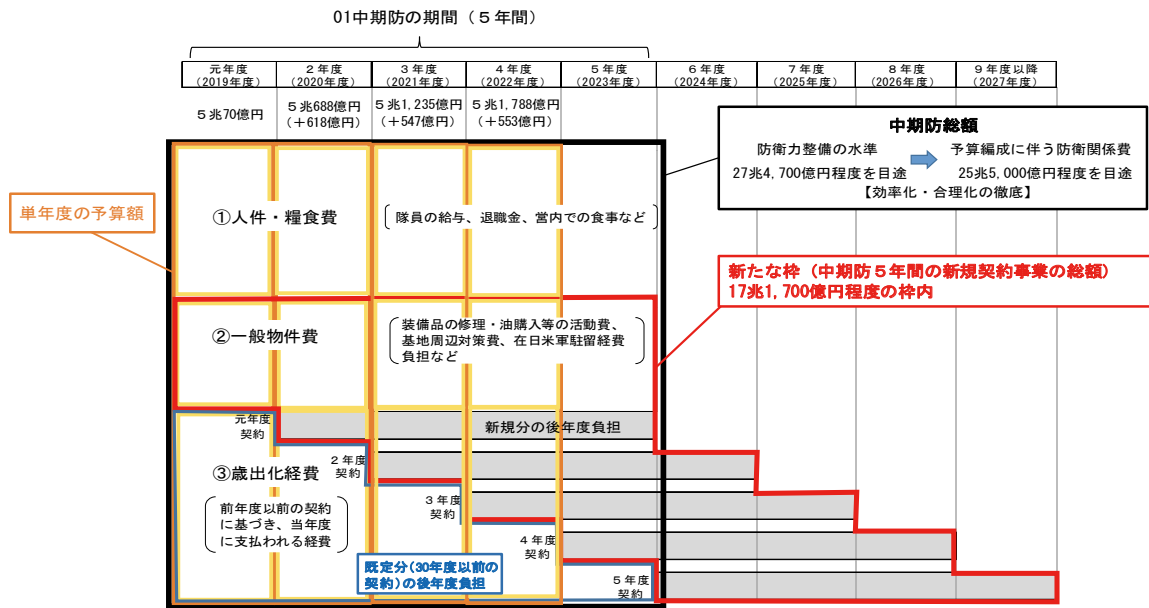 01中期防の期間（５年間）
元年度
（2019年度）
２年度
（2020年度）
３年度
（2021年度）
４年度
（2022年度）
５年度
（2023年度）
６年度
（2024年度）
７年度
（2025年度）
８年度
（2026年度）
９年度以降
（2027年度）
５兆70億円
５兆688億円
（＋618億円）
５兆1,235億円
（＋547億円）
５兆1,788億円
（＋553億円）
中期防総額
防衛力整備の水準
27兆4,700億円程度を目途
予算編成に伴う防衛関係費
25兆5,000億円程度を目途
【効率化・合理化の徹底】
単年度の予算額
①人件・糧食費
隊員の給与、退職金、営内での食事など
新たな枠（中期防５年間の新規契約事業の総額）
17兆1,700億円程度の枠内
②一般物件費
装備品の修理・油購入等の活動費、
基地周辺対策費、在日米軍駐留経費
負担など
元年度
契約
新規分の後年度負担
２年度
契約
③歳出化経費
前年度以前の契約
に基づき、当年度
に支払われる経費
３年度
契約
４年度
契約
既定分（30年度以前の
契約）の後年度負担
５年度
契約